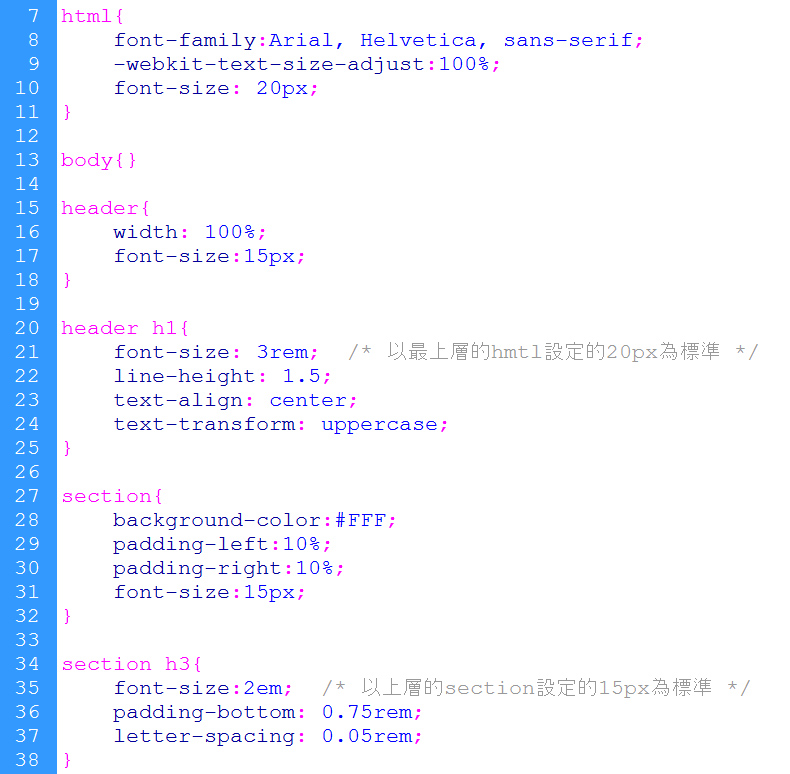 7 html{
8     font-family:Arial, Helvetica, sans-serif;
9     -webkit-text-size-adjust:100%;
10     font-size: 20px;
11 }
12
13 body{}
14
15 header{
16     width: 100%;
17     font-size:15px;
18 }
19
20 header h1{
21     font-size: 3rem;  /* 以最上層的hmtl設定的20px為標準 */
22     line-height: 1.5;
23     text-align: center;
24     text-transform: uppercase;
25 }
26
27 section{
28     background-color:#FFF;
29     padding-left:10%;
30     padding-right:10%;
31     font-size:15px;
32 }
33
34 section h3{
35     font-size:2em;  /* 以上層的section設定的15px為標準 */
36     padding-bottom: 0.75rem;
37     letter-spacing: 0.05rem;
38 }